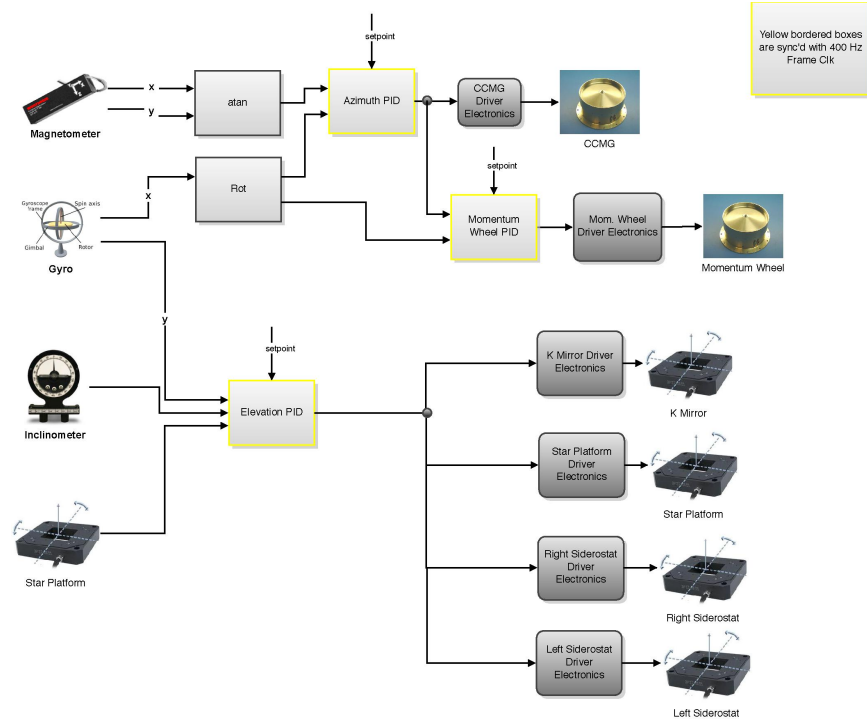 setpoint
Yellow bordered boxes
are sync'd with 400 Hz
Frame Clk
x
y
Magnetometer
atan
Azimuth PID
CCMG
Driver
Electronics
CCMG
setpoint
x
Rot
Gyroscope
frame
Spin axis
Gimbal
Rotor
Gyro
Momentum
Wheel PID
Mom. Wheel
Driver Electronics
Momentum Wheel
y
setpoint
K Mirror Driver
Electronics
K Mirror
Elevation PID
Inclinometer
Star Platform
Driver
Electronics
Star Platform
Star Platform
Right Siderostat
Driver
Electronics
Right Siderostat
Left Siderostat
Driver
Electronics
Left Siderostat